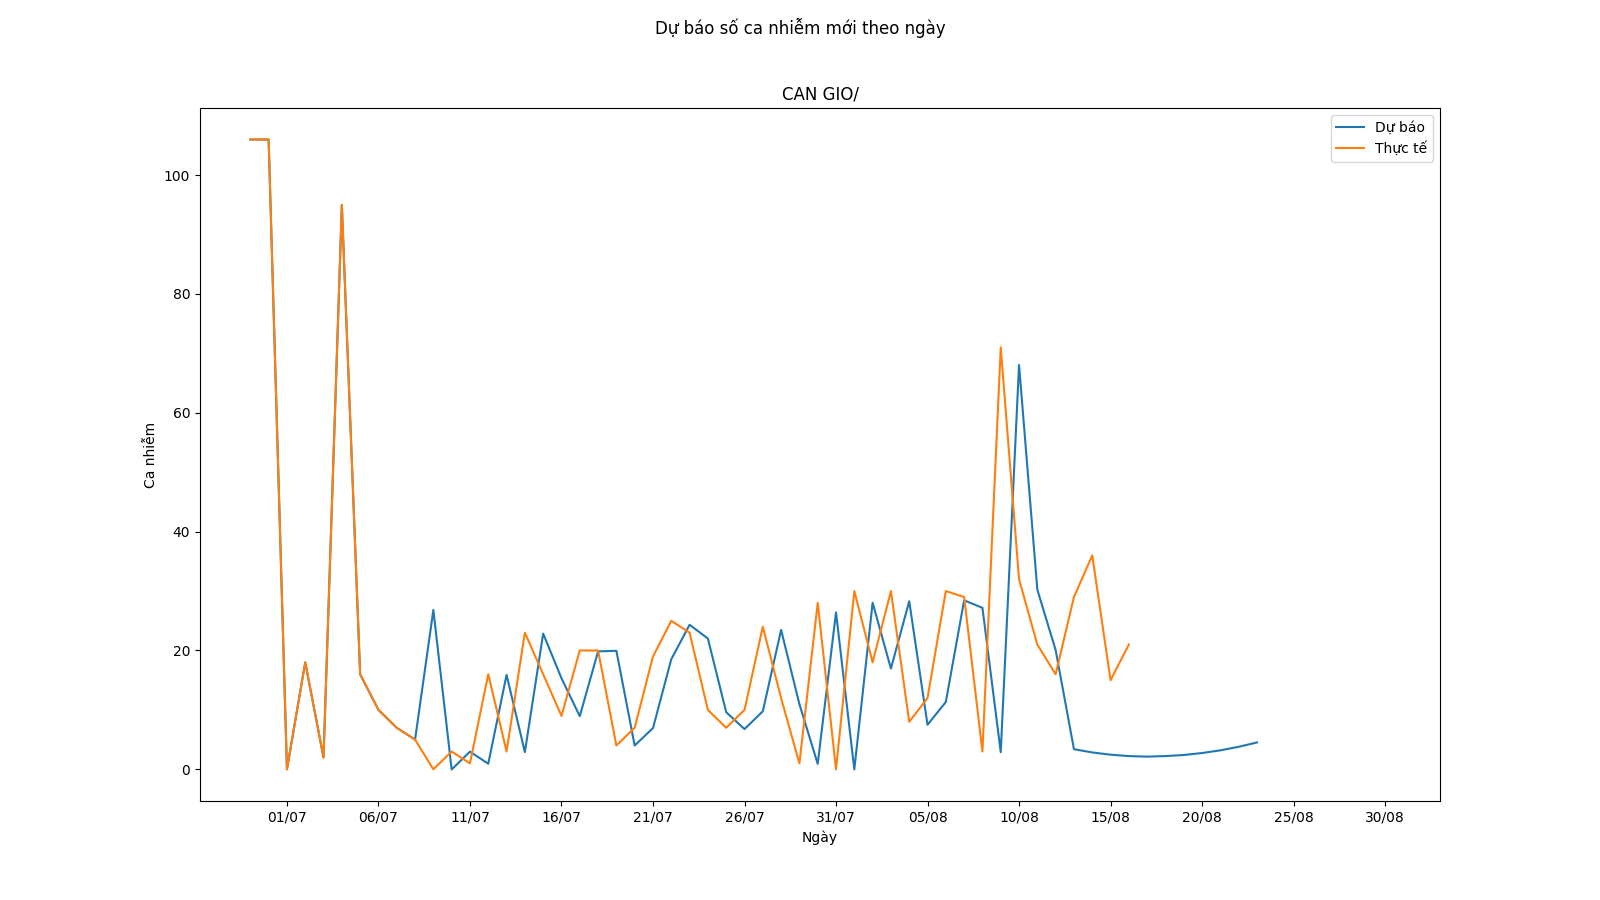 Dự báo số ca nhiễm mới theo ngày
CAN GIO/
Dự báo
Thực tế
100
80
60
40
20
0
Ca nhiễm
01/07 06/07 11/07 16/07 21/07 26/07 31/07 05/08 10/08 15/08 20/08 25/08 30/08
Ngày